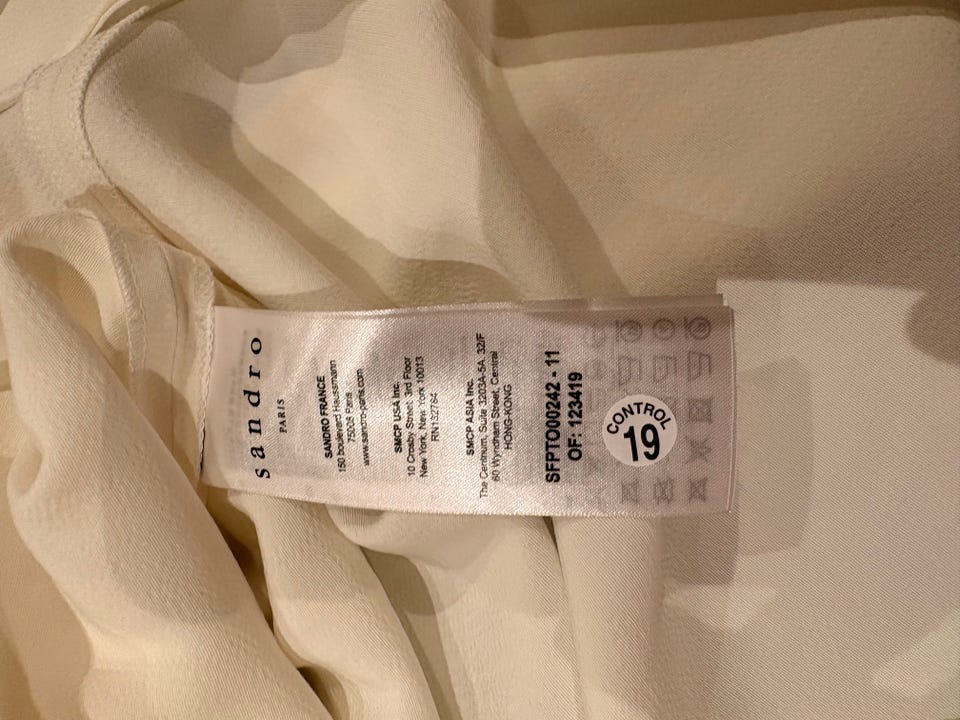 sandro
PARIS
SANDRO FRANCE
150 boulevard Haussmann
75008 Paris
www.sandro-paris.com
SMCP USA Inc.
10 Crosby Street, 3rd Floor
New York, New York 10013
RN132784
SMCP ASIA Inc.
The Centrium, Suite 3203A-5A, 32/F
60 Wyndham Street, Central
HONG-KONG
SFPTO00242 - 11
OF: 123419
CONTROL
19